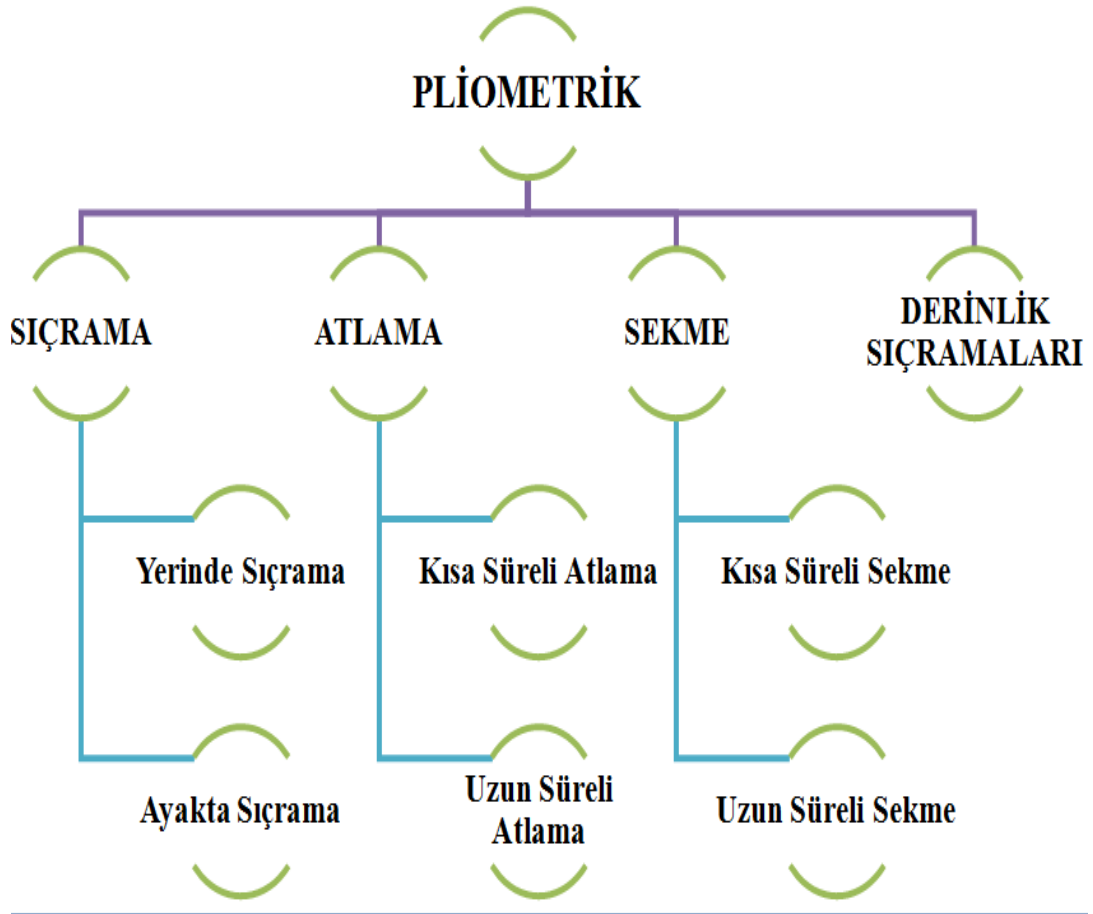 PLİOMETRİK
SIÇRAMA
ATLAMA
SEKME
DERİNLİK
SIÇRAMALARI
Yerinde Sıçrama
Kısa Süreli Atlama
Kısa Süreli Sekme
Ayakta Sıçrama
Uzun Süreli
Atlama
Uzun Süreli Sekme